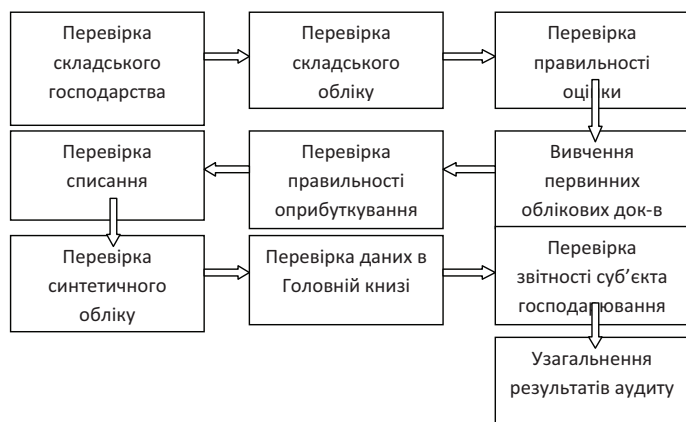 Перевірка
складського
господарства
Перевірка
складського
обліку
Перевірка
правильності
оцінки
Вивчення
первинних
облікових док-в
Перевірка
правильності
оприбуткування
Перевірка
списання
Перевірка
синтетичного
обліку
Перевірка даних в
Головній книзі
Перевірка
звітності суб’єкта
господарювання
Узагальнення
результатів аудиту